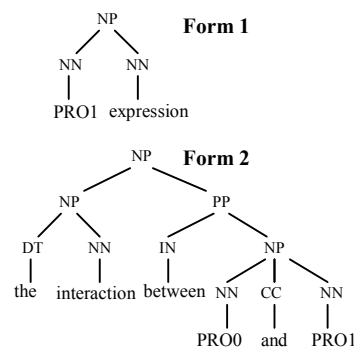 NP Form 1
NN NN
PRO1 expression
NP Form 2
NP PP
DT NN IN NP
the interaction between NN CC NN
PRO0 and PRO1